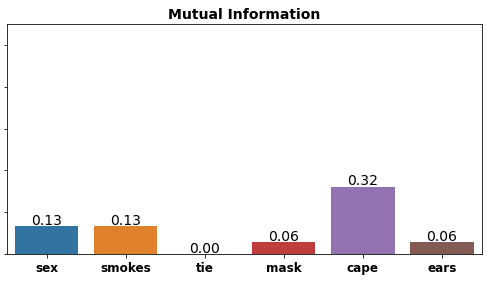 Mutual Information
0.13 0.13 0.00 0.06 0.32 0.06
sex smokes tie mask cape ears